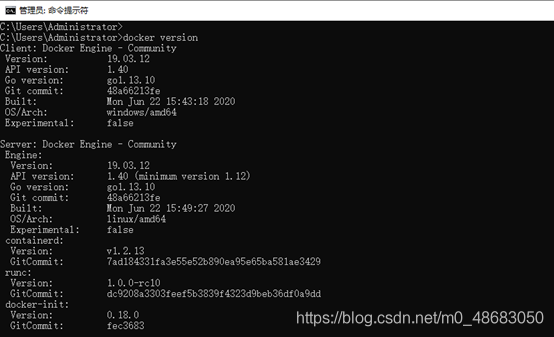 管理员: 命令提示符
C:\Users\Administrator>
C:\Users\Administrator>docker version
Client: Docker Engine - Community
Version: 19.03.12
API version: 1.40
Go version: go1.13.10
Git commit: 48a66213fe
Built: Mon Jun 22 15:43:18 2020
OS/Arch: windows/amd64
Experimental: false
Server: Docker Engine - Community
Engine:
Version: 19.03.12
API version: 1.40 (minimum version 1.12)
Go version: go1.13.10
Git commit: 48a66213fe
Built: Mon Jun 22 15:49:27 2020
OS/Arch: linux/amd64
Experimental: false
containerd:
Version: v1.2.13
GitCommit: 7ad184331fa3e55e52b890ea95e65ba581ae3429
runc:
Version: 1.0.0-rc10
GitCommit: dc9208a3303feef5b3839f4323d9beb36df0a9dd
docker-init:
Version: 0.18.0
GitCommit: fec3683
https://blog.csdn.net/m0_48683050